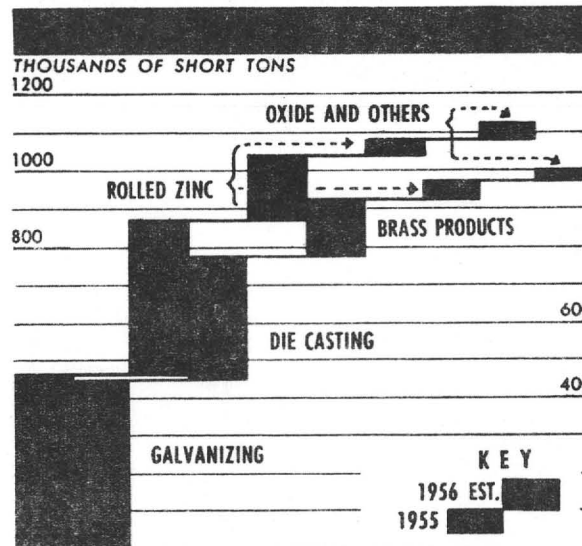 THOUSANDS OF SHORT TONS
1200
OXIDE AND OTHERS
1000
ROLLED ZINC
BRASS PRODUCTS
800
60
DIE CASTING
40
GALVANIZING
KEY
1956 EST.
1955